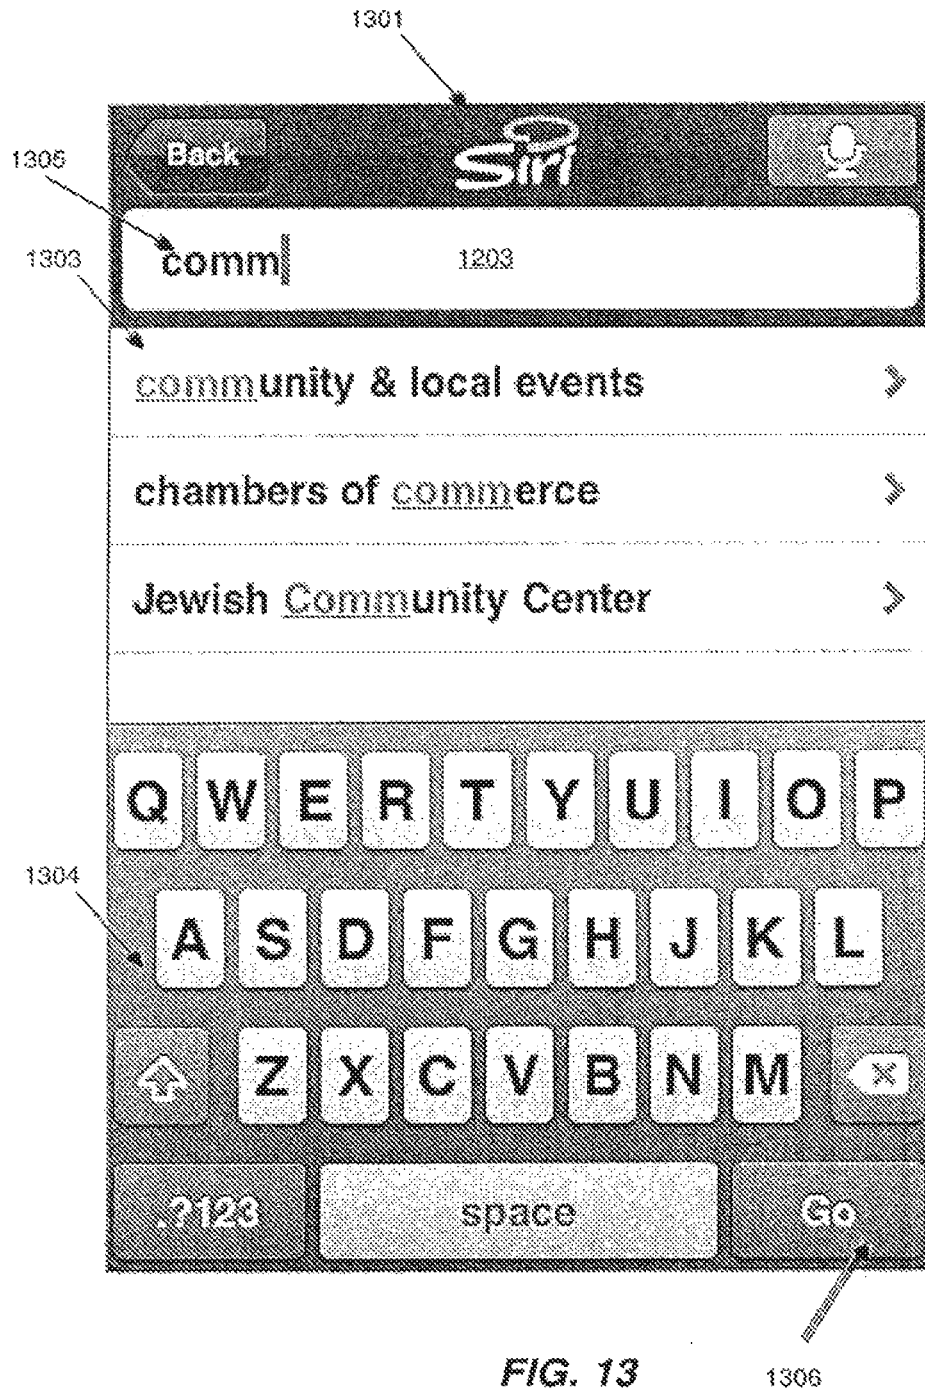 1301
Back
Siri
1305
comm
1203
1303
community & local events
chambers of commerce
Jewish Community Center
Q W E R T Y U I O P
1304
A S D F G H J K L
Z X C V B N M
.?123 space Go
FIG. 13
1306